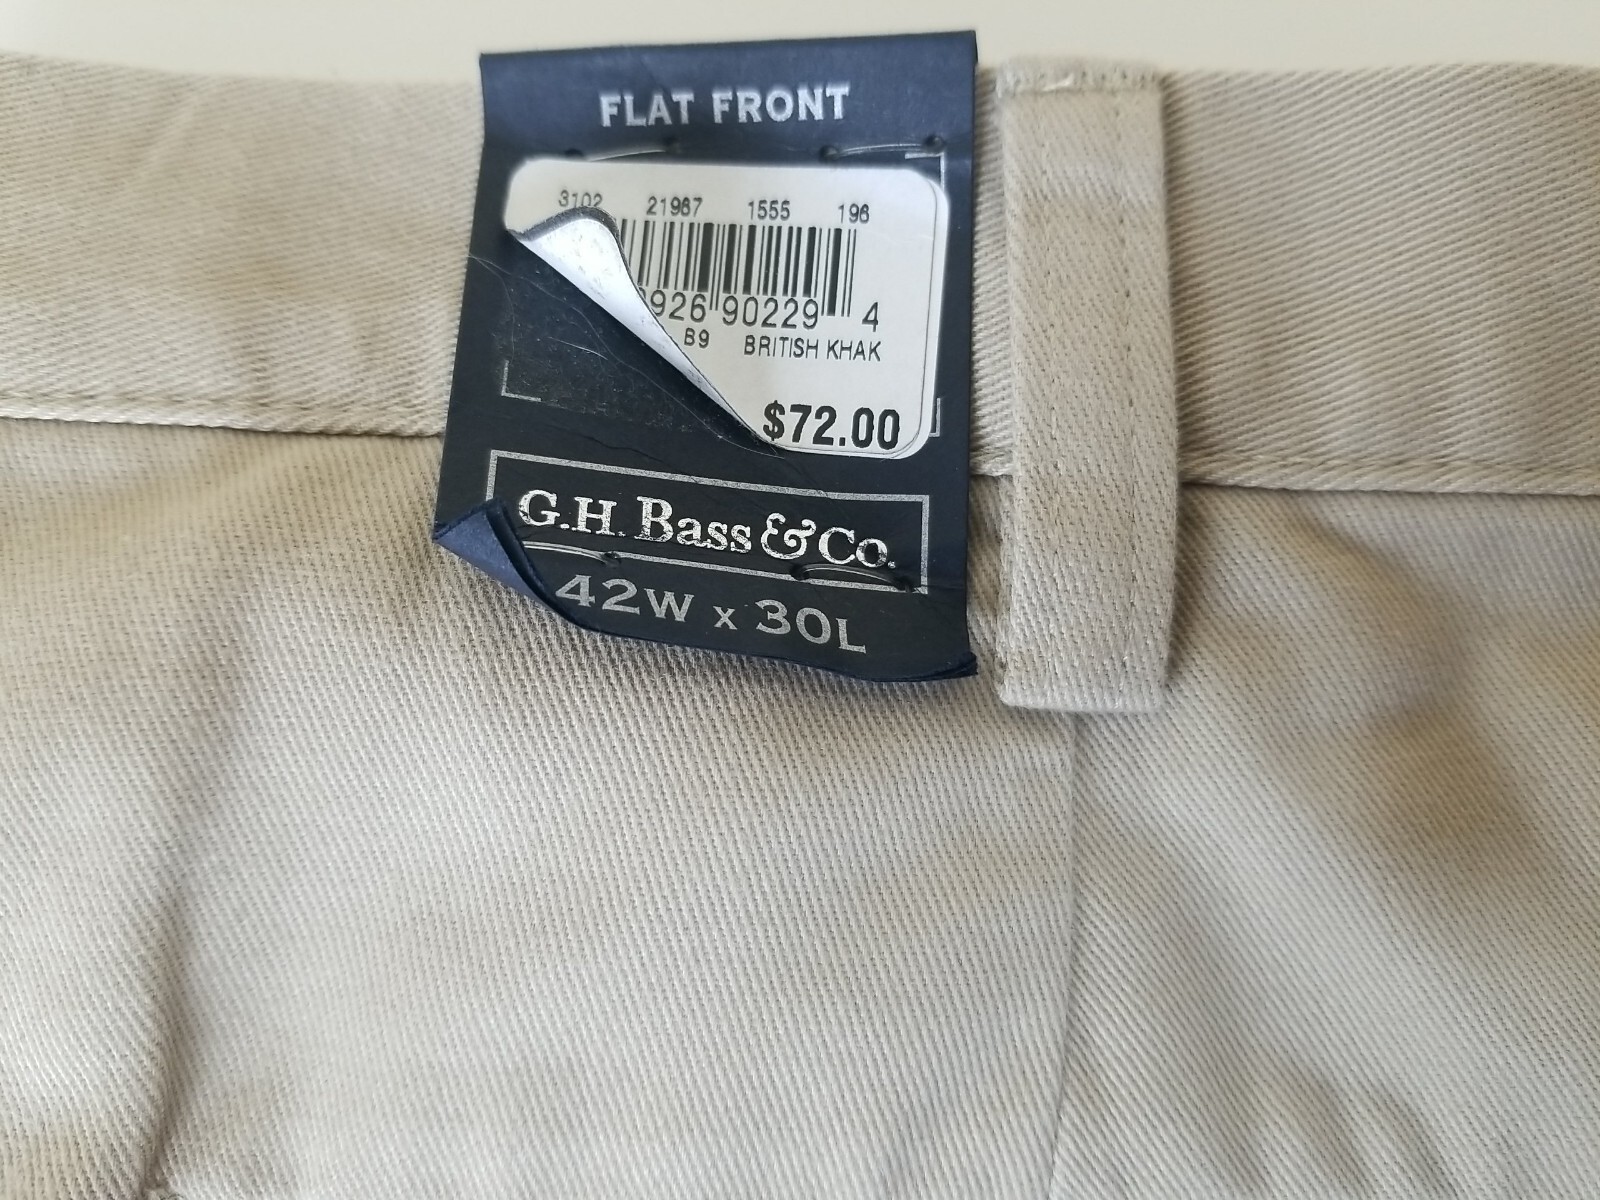 FLAT FRONT
3102 21967 1555 196
926 90229 4
B9 BRITISH KHAK
$72.00
G.H. Bass & Co.
42W x 30L